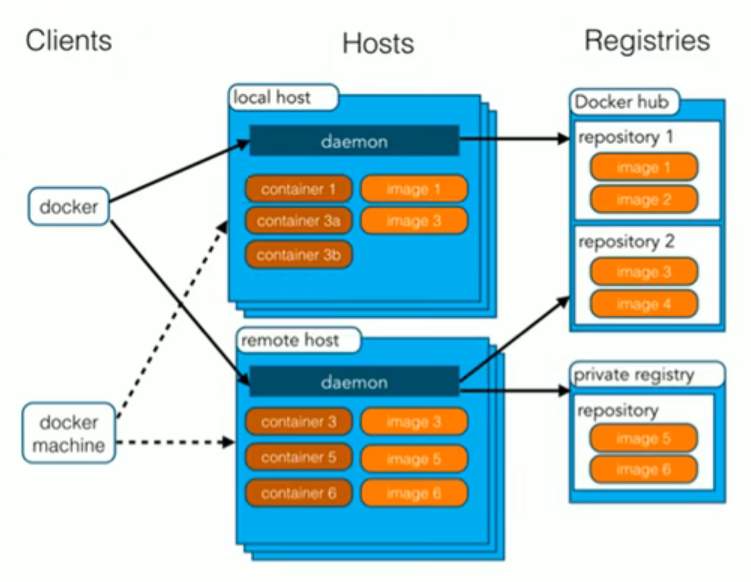 Clients
Hosts
Registries
local host
daemon
container 1
image 1
container 3a
image 3
container 3b
docker
docker
machine
remote host
daemon
container 3
image 3
container 5
image 5
container 6
image 6
Docker hub
repository 1
image 1
image 2
repository 2
image 3
image 4
private registry
repository
image 5
image 6